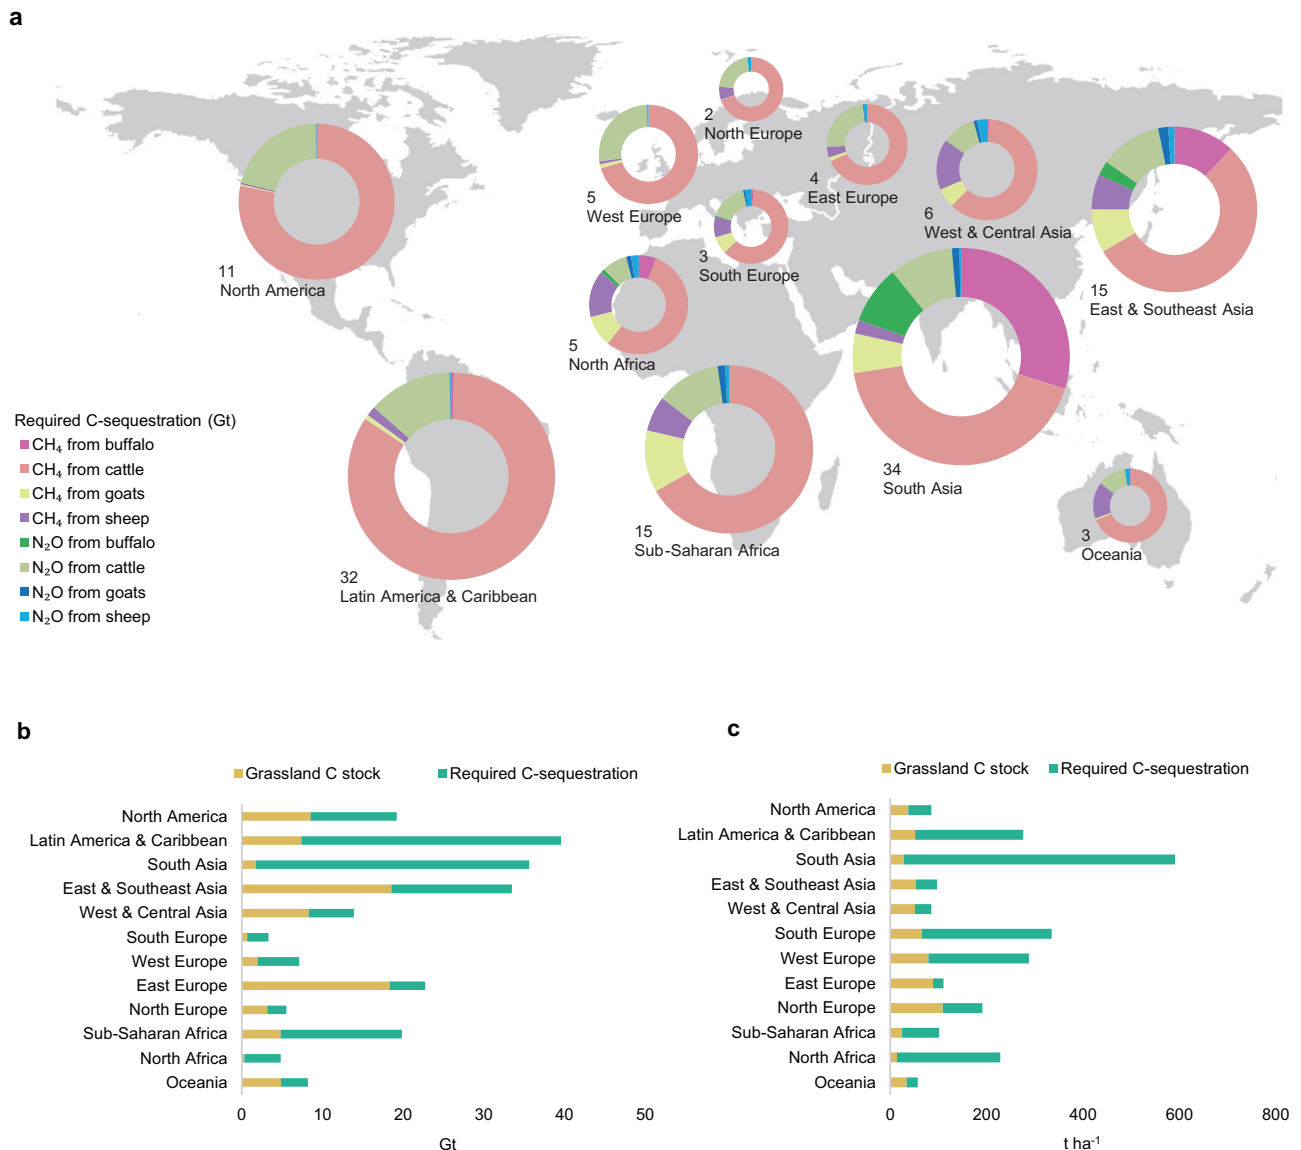 a
2
North Europe
5
West Europe
4
East Europe
6
West & Central Asia
3
South Europe
11
North America
15
East & Southeast Asia
5
North Africa
34
South Asia
15
Sub-Saharan Africa
3
Oceania
32
Latin America & Caribbean
Required C-sequestration (Gt)
CH₄ from buffalo
CH₄ from cattle
CH₄ from goats
CH₄ from sheep
N₂O from buffalo
N₂O from cattle
N₂O from goats
N₂O from sheep
b
Grassland C stock Required C-sequestration
North America
Latin America & Caribbean
South Asia
East & Southeast Asia
West & Central Asia
South Europe
West Europe
East Europe
North Europe
Sub-Saharan Africa
North Africa
Oceania
0 10 20 30 40 50
Gt
c
Grassland C stock Required C-sequestration
North America
Latin America & Caribbean
South Asia
East & Southeast Asia
West & Central Asia
South Europe
West Europe
East Europe
North Europe
Sub-Saharan Africa
North Africa
Oceania
0 200 400 600 800
t ha⁻¹